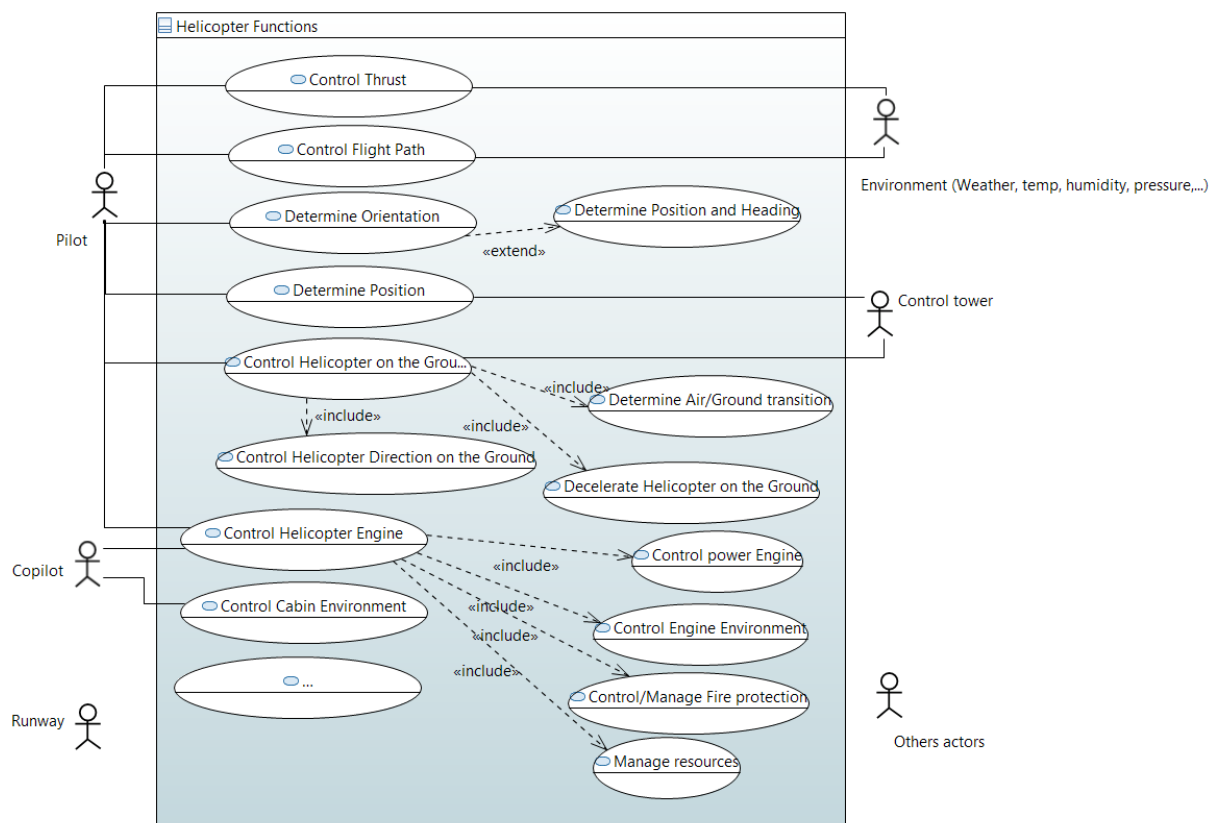 Helicopter Functions
Control Thrust
Control Flight Path
Environment (Weather, temp, humidity, pressure,...)
Pilot
Determine Orientation
Determine Position and Heading
«extend»
Determine Position
Control tower
Control Helicopter on the Grou...
«include»
Determine Air/Ground transition
«include»
«include»
Control Helicopter Direction on the Ground
Decelerate Helicopter on the Ground
Control Helicopter Engine
Control power Engine
«include»
Copilot
Control Cabin Environment
«include»
Control Engine Environment
«include»
«include»
...
Control/Manage Fire protection
Runway
Others actors
Manage resources